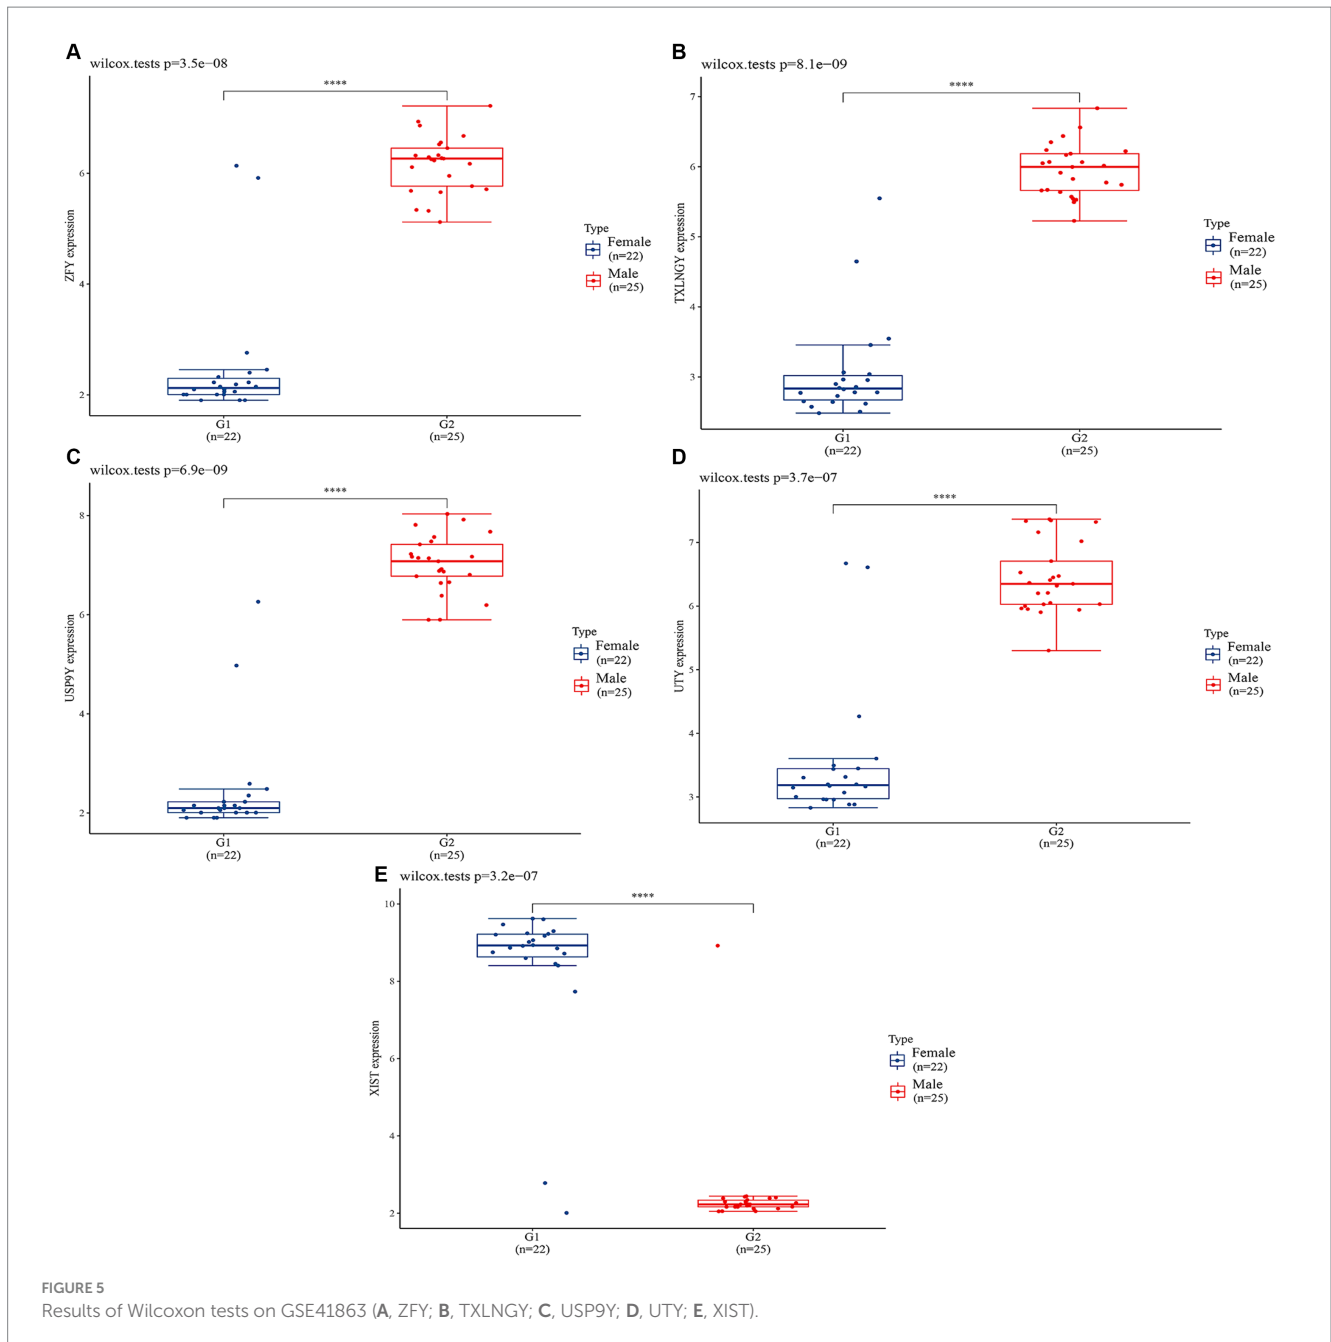 A
wilcox.tests p=3.5e−08
****
ZFY expression
6
4
2
G1
(n=22)
G2
(n=25)
Type
Female
(n=22)
Male
(n=25)
B
wilcox.tests p=8.1e−09
****
TXLNGY expression
7
6
5
4
3
G1
(n=22)
G2
(n=25)
Type
Female
(n=22)
Male
(n=25)
C
wilcox.tests p=6.9e−09
****
USP9Y expression
8
6
4
2
G1
(n=22)
G2
(n=25)
Type
Female
(n=22)
Male
(n=25)
D
wilcox.tests p=3.7e−07
****
UTY expression
7
6
5
4
3
G1
(n=22)
G2
(n=25)
Type
Female
(n=22)
Male
(n=25)
E
wilcox.tests p=3.2e−07
****
XIST expression
10
8
6
4
2
G1
(n=22)
G2
(n=25)
Type
Female
(n=22)
Male
(n=25)
FIGURE 5
Results of Wilcoxon tests on GSE41863 (A, ZFY; B, TXLNGY; C, USP9Y; D, UTY; E, XIST).